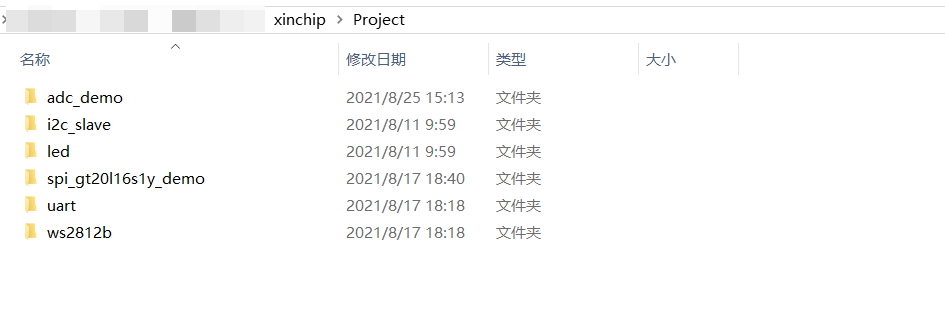 xinchip > Project
名称 修改日期 类型 大小
adc_demo 2021/8/25 15:13 文件夹
i2c_slave 2021/8/11 9:59 文件夹
led 2021/8/11 9:59 文件夹
spi_gt20l16s1y_demo 2021/8/17 18:40 文件夹
uart 2021/8/17 18:18 文件夹
ws2812b 2021/8/17 18:18 文件夹